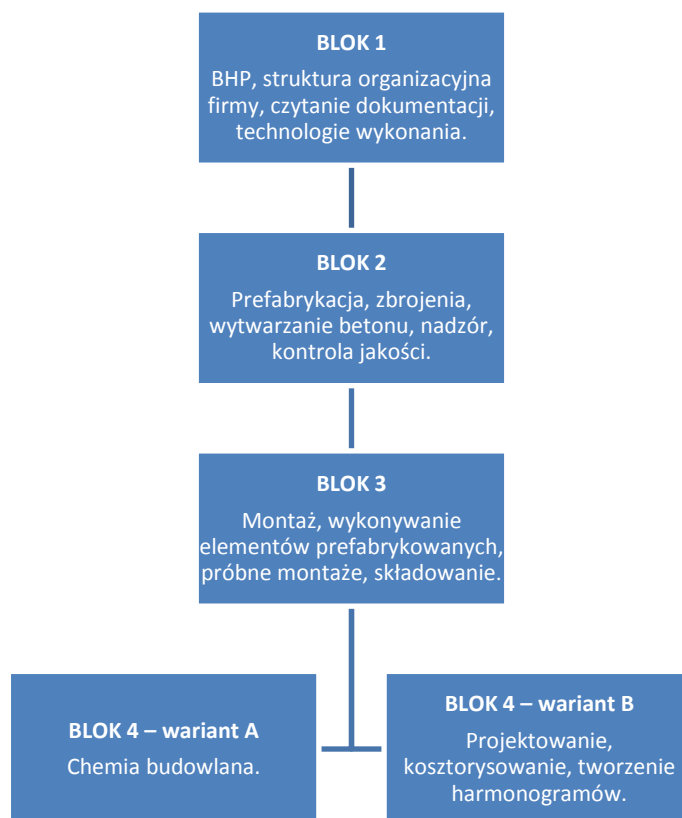 BLOK 1
BHP, struktura organizacyjna
firmy, czytanie dokumentacji,
technologie wykonania.
BLOK 2
Prefabrykacja, zbrojenia,
wytwarzanie betonu, nadzór,
kontrola jakości.
BLOK 3
Montaż, wykonywanie
elementów prefabrykowanych,
próbne montaże, składowanie.
BLOK 4 – wariant A
Chemia budowlana.
BLOK 4 – wariant B
Projektowanie,
kosztorysowanie, tworzenie
harmonogramów.